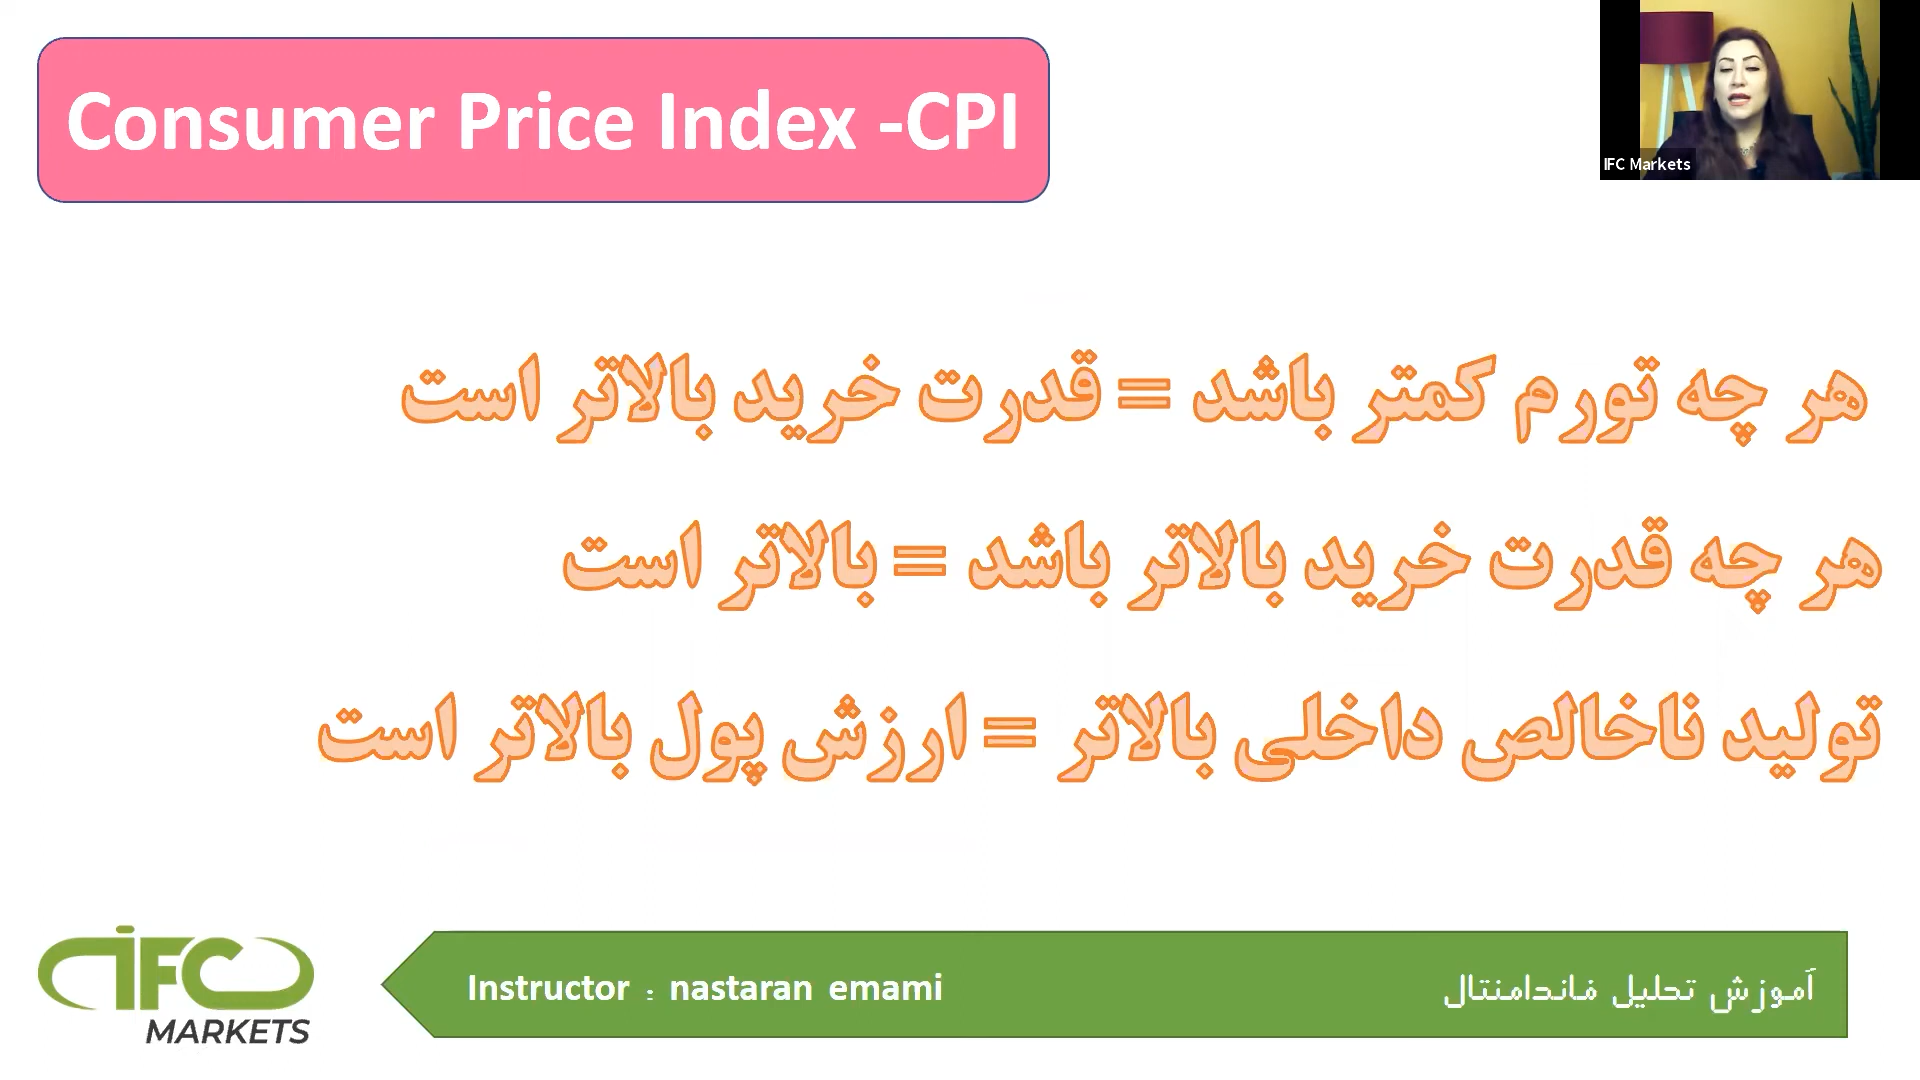 Consumer Price Index -CPI
IFC Markets
هر چه تورم کمتر باشد = قدرت خرید بالاتر است
هر چه قدرت خرید بالاتر باشد = بالاتر است
تولید ناخالص داخلی بالاتر = ارزش پول بالاتر است
IFC
MARKETS
Instructor : nastaran emami
آموزش تحلیل فاندامنتال